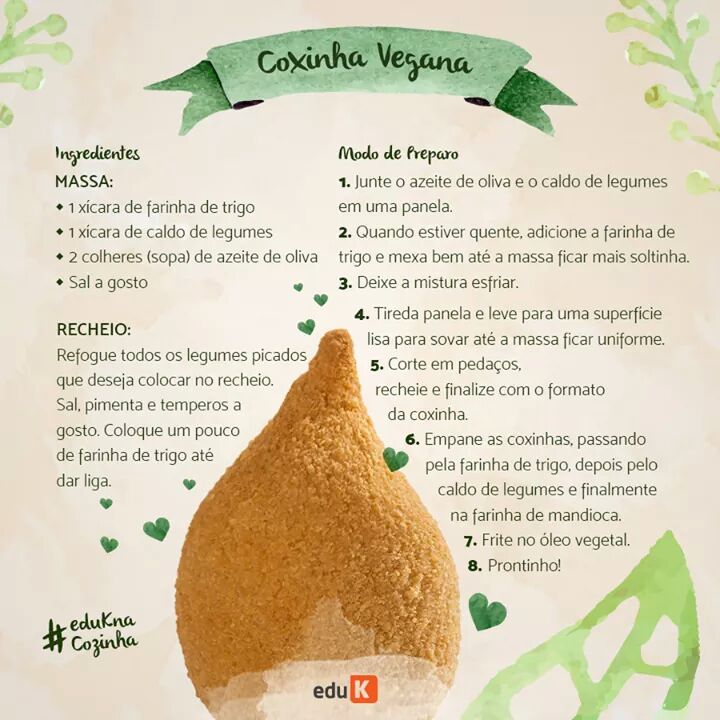 Coxinha Vegana
Ingredientes
MASSA:
• 1 xícara de farinha de trigo
• 1 xícara de caldo de legumes
• 2 colheres (sopa) de azeite de oliva
• Sal a gosto
RECHEIO:
Refogue todos os legumes picados
que deseja colocar no recheio.
Sal, pimenta e temperos a
gosto. Coloque um pouco
de farinha de trigo até
dar liga.
Modo de Preparo
1. Junte o azeite de oliva e o caldo de legumes
em uma panela.
2. Quando estiver quente, adicione a farinha de
trigo e mexa bem até a massa ficar mais soltinha.
3. Deixe a mistura esfriar.
4. Tireda panela e leve para uma superfície
lisa para sovar até a massa ficar uniforme.
5. Corte em pedaços,
recheie e finalize com o formato
da coxinha.
6. Empane as coxinhas, passando
pela farinha de trigo, depois pelo
caldo de legumes e finalmente
na farinha de mandioca.
7. Frite no óleo vegetal.
8. Prontinho!
#eduKna
Cozinha
eduK